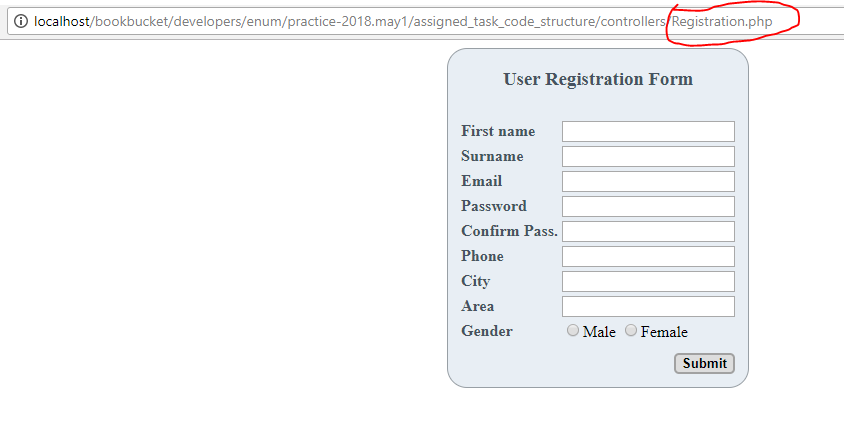 localhost/bookbucket/developers/enum/practice-2018.may1/assigned_task_code_structure/controllers/Registration.php
User Registration Form
First name
Surname
Email
Password
Confirm Pass.
Phone
City
Area
Gender Male Female
Submit